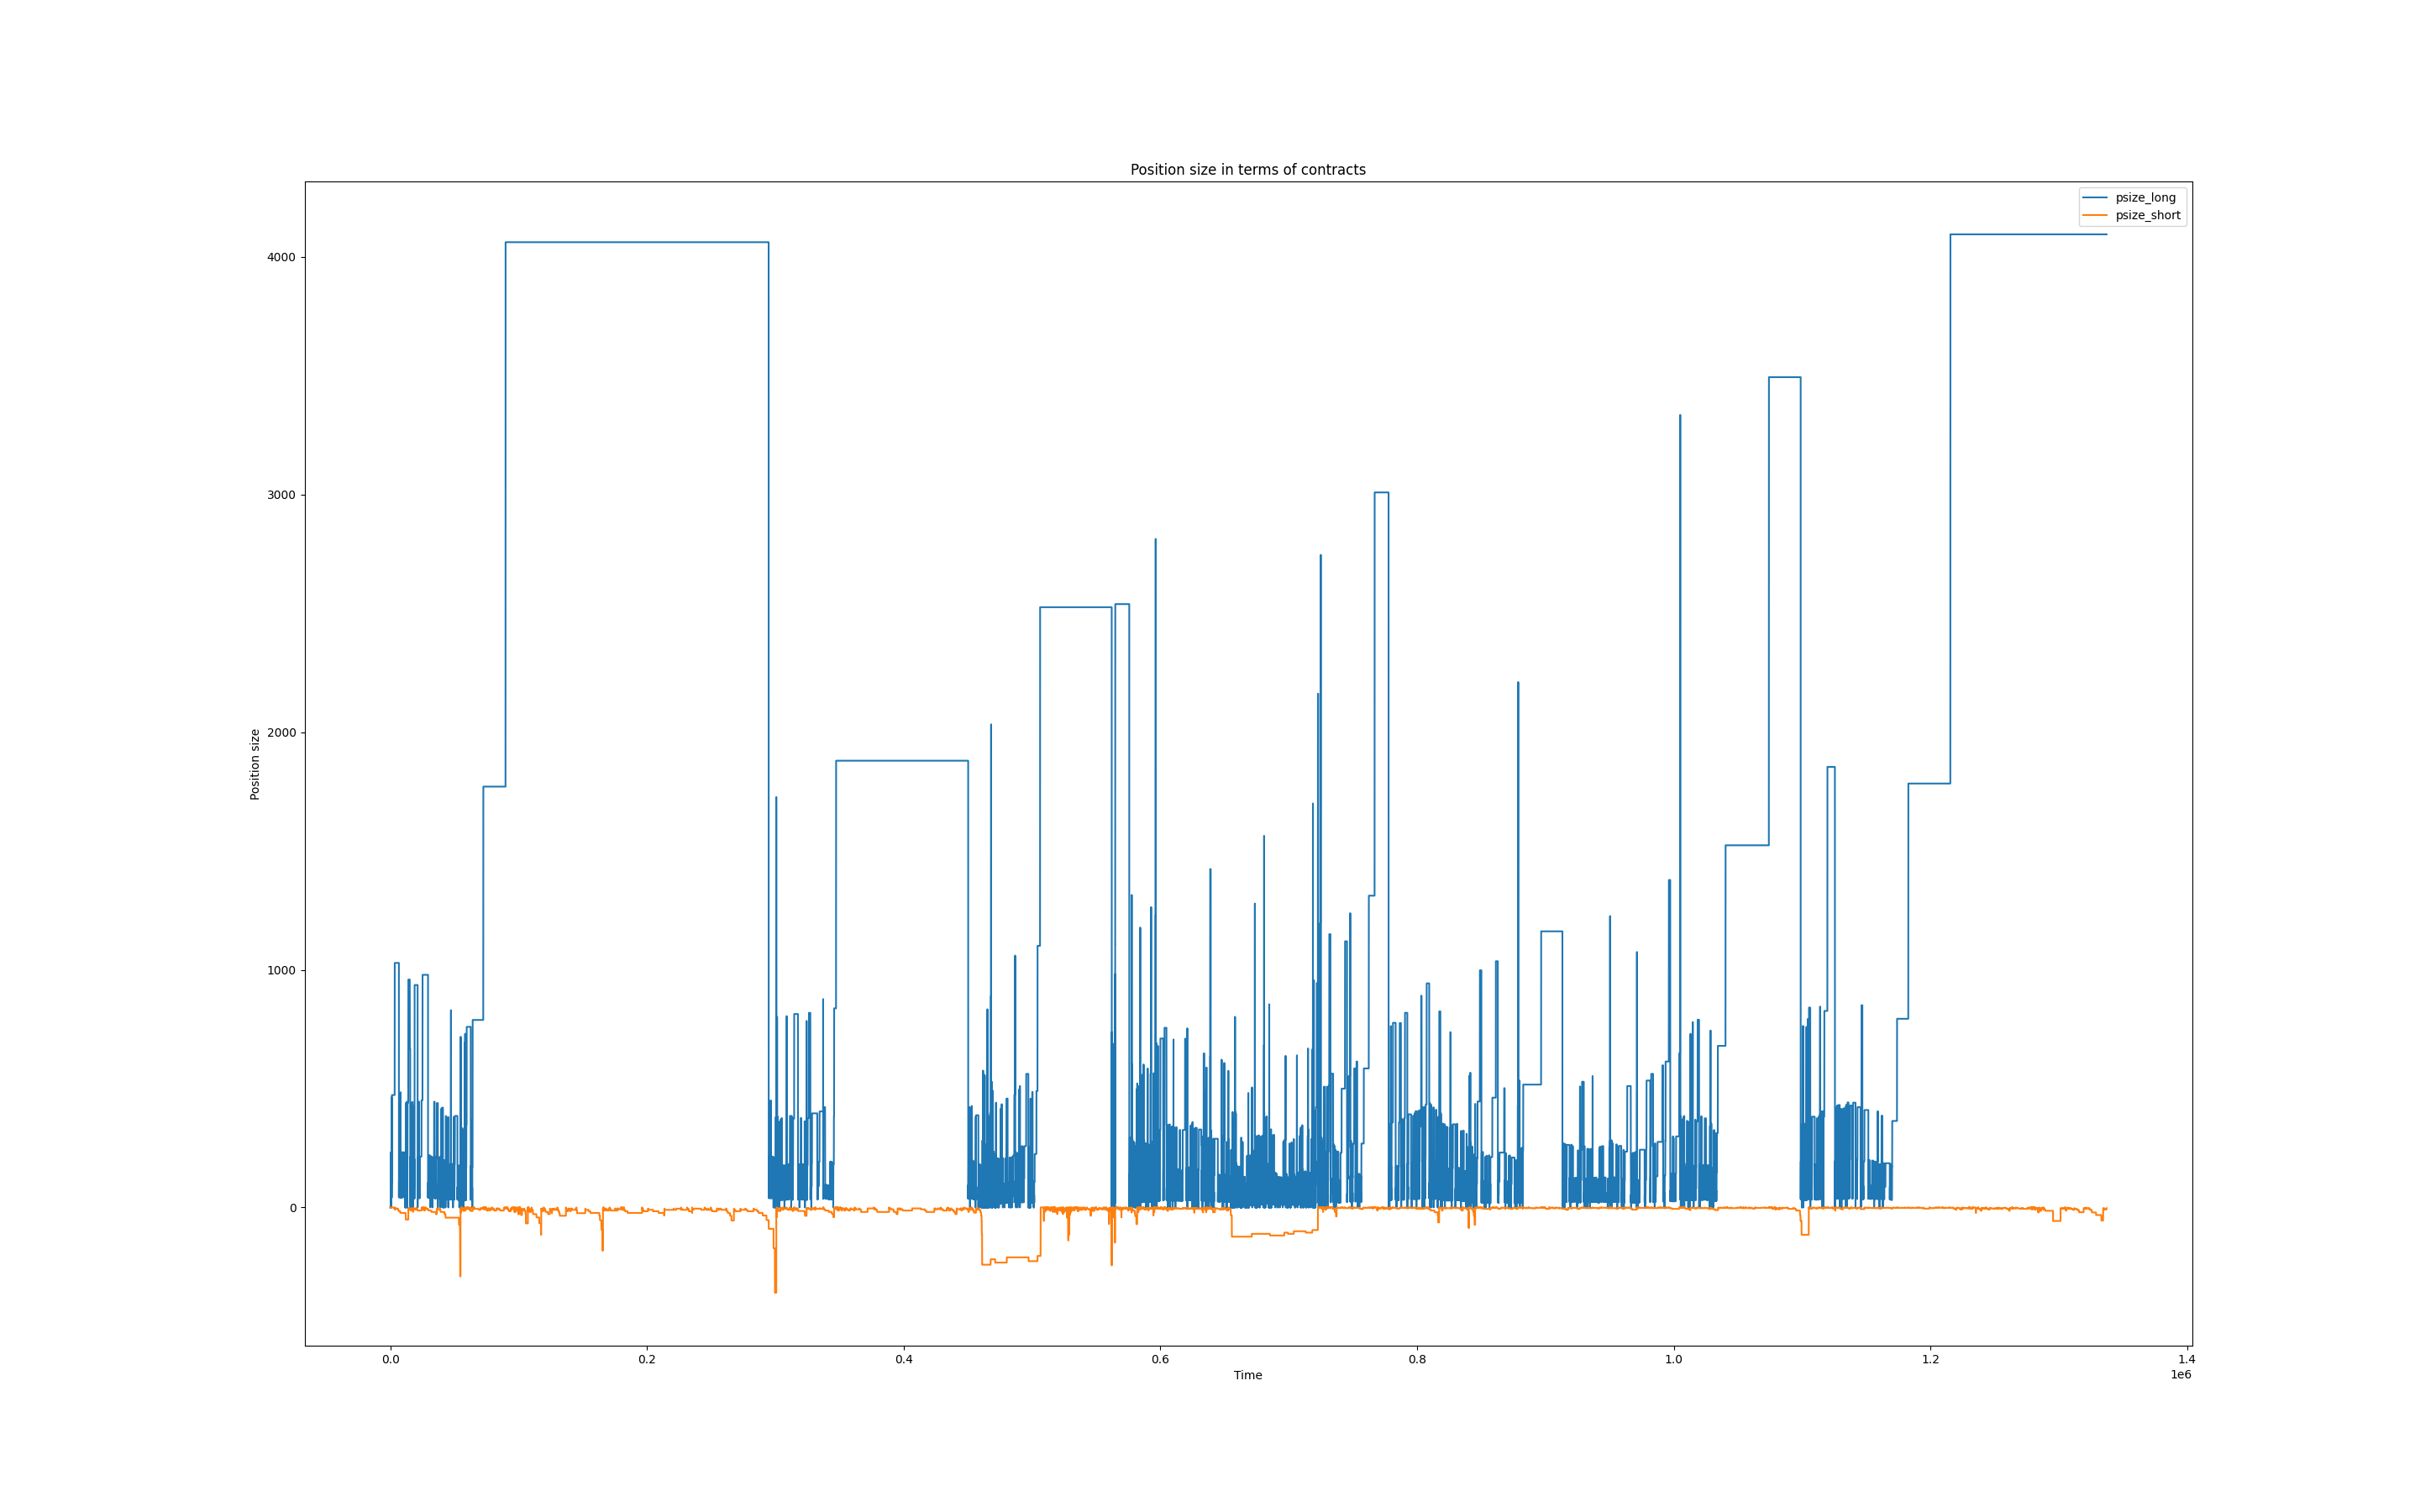 Position size in terms of contracts
psize_long
psize_short
4000
3000
2000
1000
0
Position size
0.0 0.2 0.4 0.6 0.8 1.0 1.2 1.4
Time
1e6